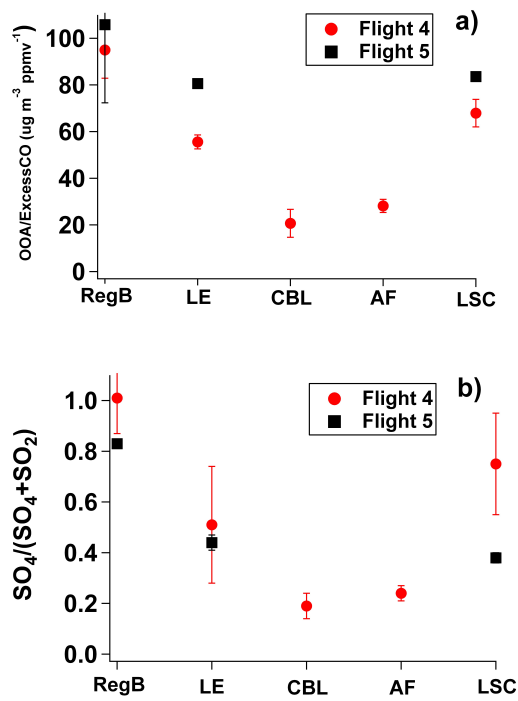 a)
Flight 4
Flight 5
OOA/ExcessCO (ug m⁻³ ppmv⁻¹)
100
80
60
40
20
0
RegB LE CBL AF LSC
b)
Flight 4
Flight 5
SO₄/(SO₄+SO₂)
1.0
0.8
0.6
0.4
0.2
0.0
RegB LE CBL AF LSC